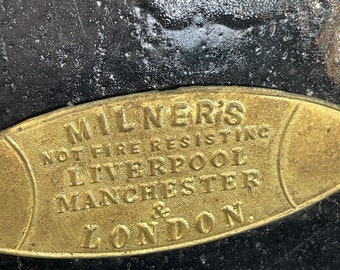 MILNER'S
NOT FIRE RESISTING
LIVERPOOL
MANCHESTER
&
LONDON.